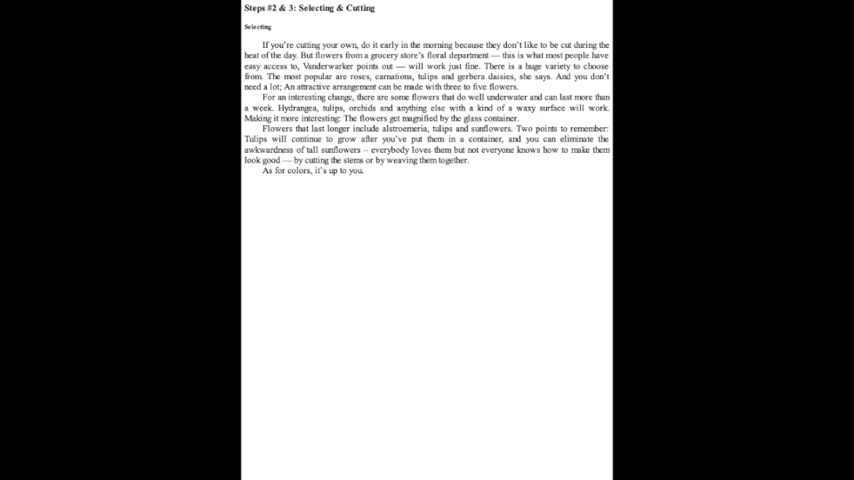 Steps #2 & 3: Selecting & Cutting
Selecting
If you're cutting your own, do it early in the morning because they don't like to be cut during the
heat of the day. But flowers from a grocery store's floral department — this is what most people have
easy access to, Vanderwarker points out — will work just fine. There is a huge variety to choose
from. The most popular are roses, carnations, tulips and gerbera daisies, she says. And you don't
need a lot; An attractive arrangement can be made with three to five flowers.
For an interesting change, there are some flowers that do well underwater and can last more than
a week. Hydrangea, tulips, orchids and anything else with a kind of a waxy surface will work.
Making it more interesting: The flowers get magnified by the glass container.
Flowers that last longer include alstroemeria, tulips and sunflowers. Two points to remember:
Tulips will continue to grow after you've put them in a container, and you can eliminate the
awkwardness of tall sunflowers – everybody loves them but not everyone knows how to make them
look good — by cutting the stems or by weaving them together.
As for colors, it's up to you.